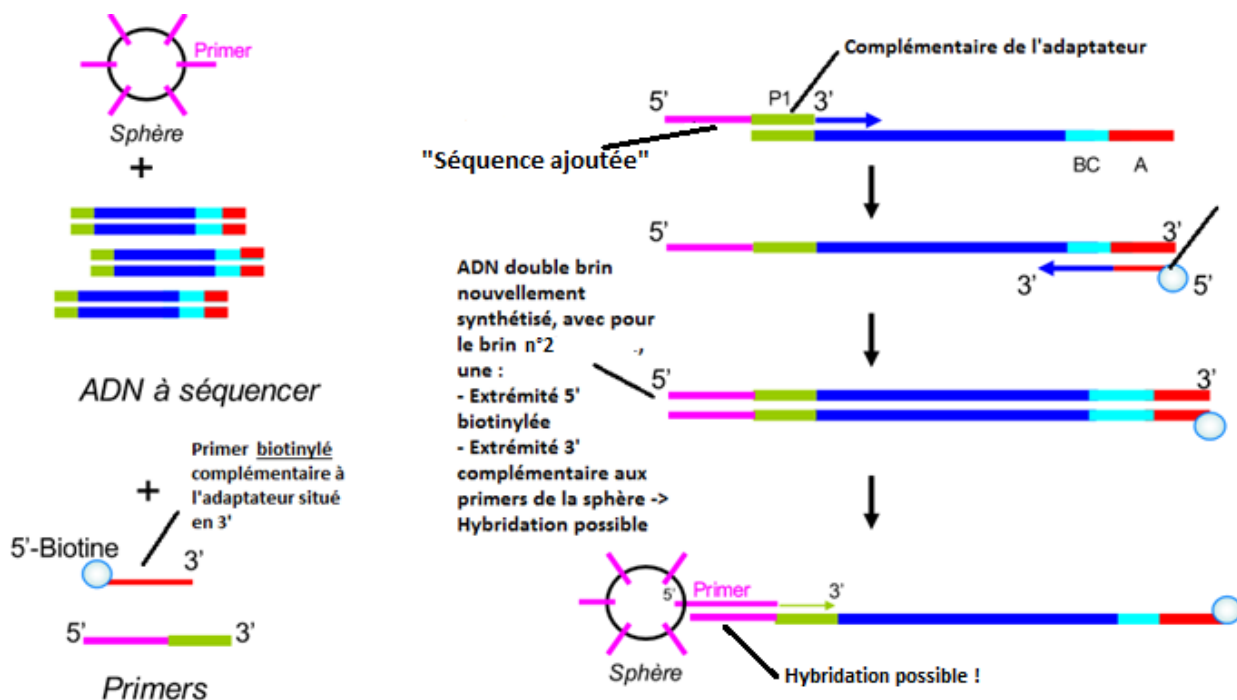 Primer
Sphère
+
ADN à séquencer
+
Primer biotinylé
complémentaire à
l'adaptateur situé
en 3'
5'-Biotine
3'
5'
3'
Primers
Complémentaire de l'adaptateur
5'
P1
3'
"Séquence ajoutée"
BC
A
5'
3'
3'
5'
ADN double brin
nouvellement
synthétisé, avec pour
le brin n°2 -,
une :
- Extrémité 5'
biotinylée
- Extrémité 3'
complémentaire aux
primers de la sphère ->
Hybridation possible
5'
3'
5'
Primer
3'
Sphère
Hybridation possible !